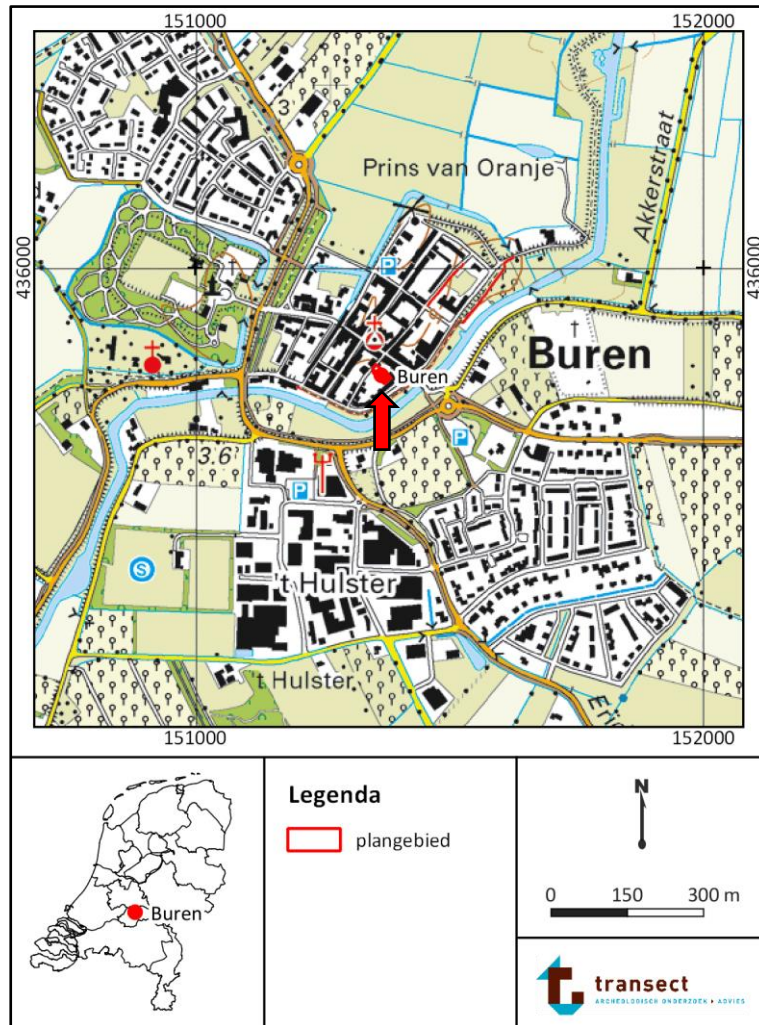 151000
152000
3
Prins van Oranje
Akkerstraat
436000
436000
P
Buren
Buren
3.6
P
P
S
't Hulster
't Hulster
151000
152000
Buren
Legenda
plangebied
N
0 150 300 m
transect
ARCHEOLOGISCH ONDERZOEK ▸ ADVIES